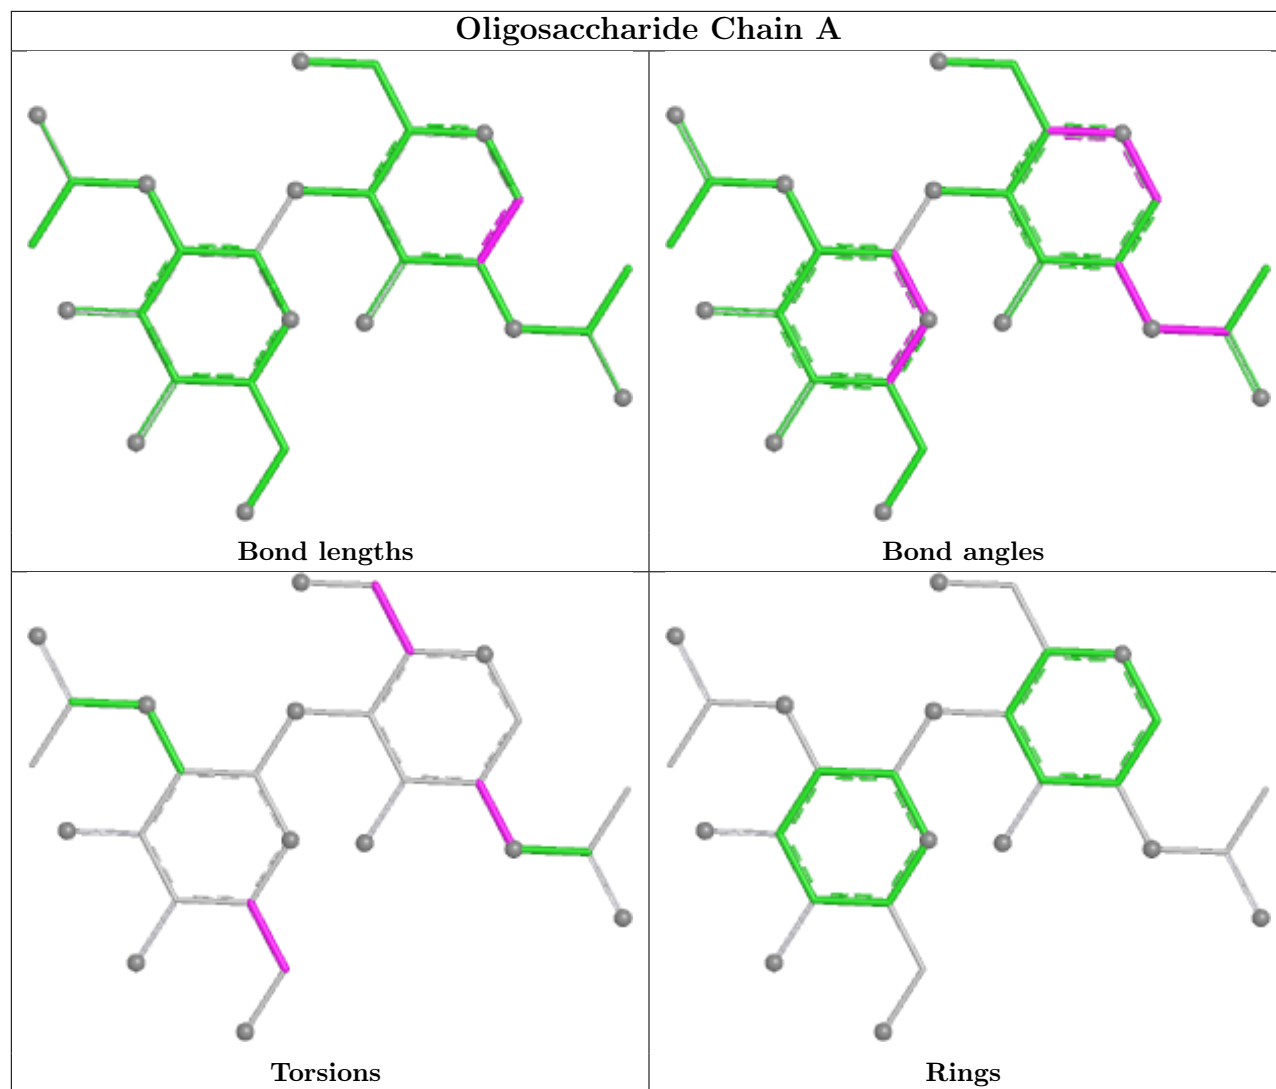 Oligosaccharide Chain A
Bond lengths
Bond angles
Torsions
Rings